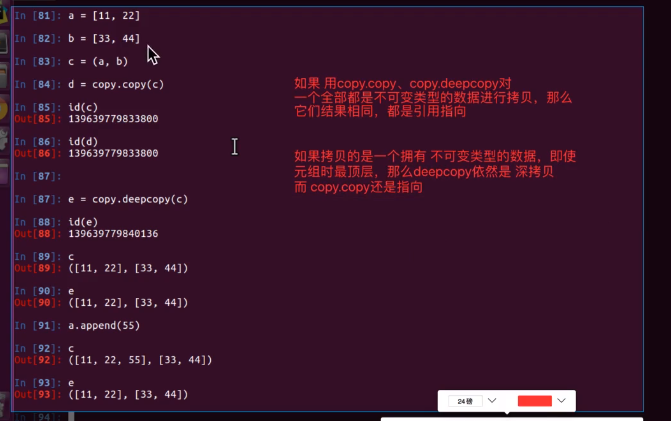 In [81]: a = [11, 22]
In [82]: b = [33, 44]
In [83]: c = (a, b)
In [84]: d = copy.copy(c)
如果 用copy.copy、copy.deepcopy对
一个全部都是不可变类型的数据进行拷贝，那么
它们结果相同，都是引用指向
In [85]: id(c)
Out[85]: 139639779833800
In [86]: id(d)
Out[86]: 139639779833800
如果拷贝的是一个拥有 不可变类型的数据，即使
元组时最顶层，那么deepcopy依然是 深拷贝
而 copy.copy还是指向
In [87]:
In [87]: e = copy.deepcopy(c)
In [88]: id(e)
Out[88]: 139639779840136
In [89]: c
Out[89]: ([11, 22], [33, 44])
In [90]: e
Out[90]: ([11, 22], [33, 44])
In [91]: a.append(55)
In [92]: c
Out[92]: ([11, 22, 55], [33, 44])
In [93]: e
Out[93]: ([11, 22], [33, 44])
24 磅
In [94]: